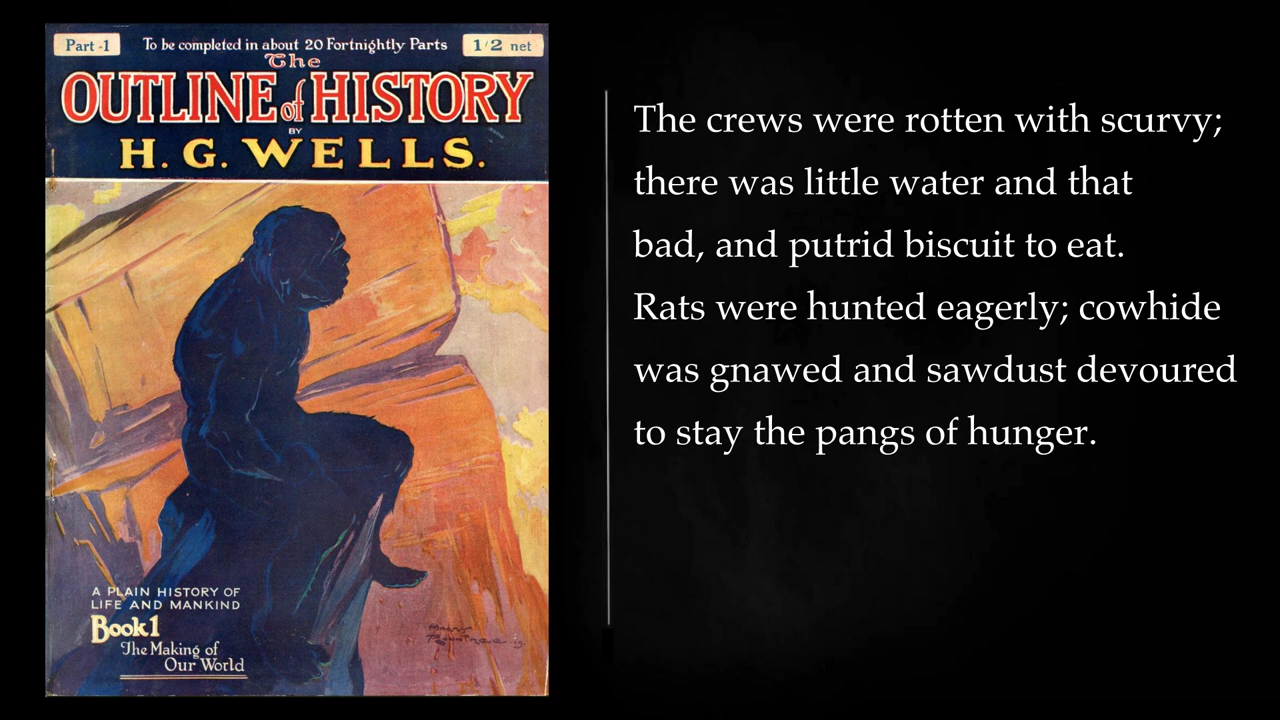 Part -1
To be completed in about 20 Fortnightly Parts
1/2 net
The
OUTLINE of HISTORY
BY
H. G. WELLS.
A PLAIN HISTORY OF
LIFE AND MANKIND
Book 1
The Making of
Our World
The crews were rotten with scurvy;
there was little water and that
bad, and putrid biscuit to eat.
Rats were hunted eagerly; cowhide
was gnawed and sawdust devoured
to stay the pangs of hunger.